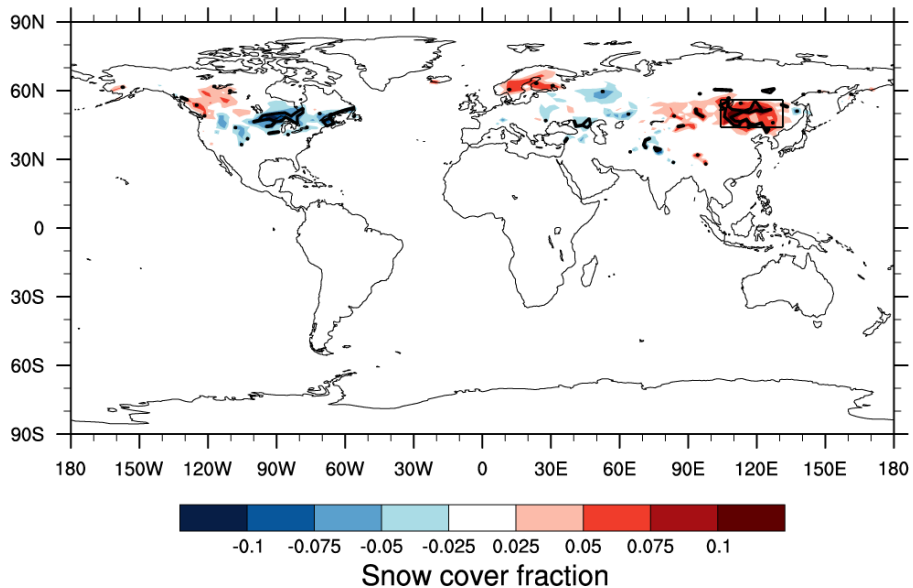 90N
60N
30N
0
30S
60S
90S
180 150W 120W 90W 60W 30W 0 30E 60E 90E 120E 150E 180
-0.1 -0.075 -0.05 -0.025 0.025 0.05 0.075 0.1
Snow cover fraction